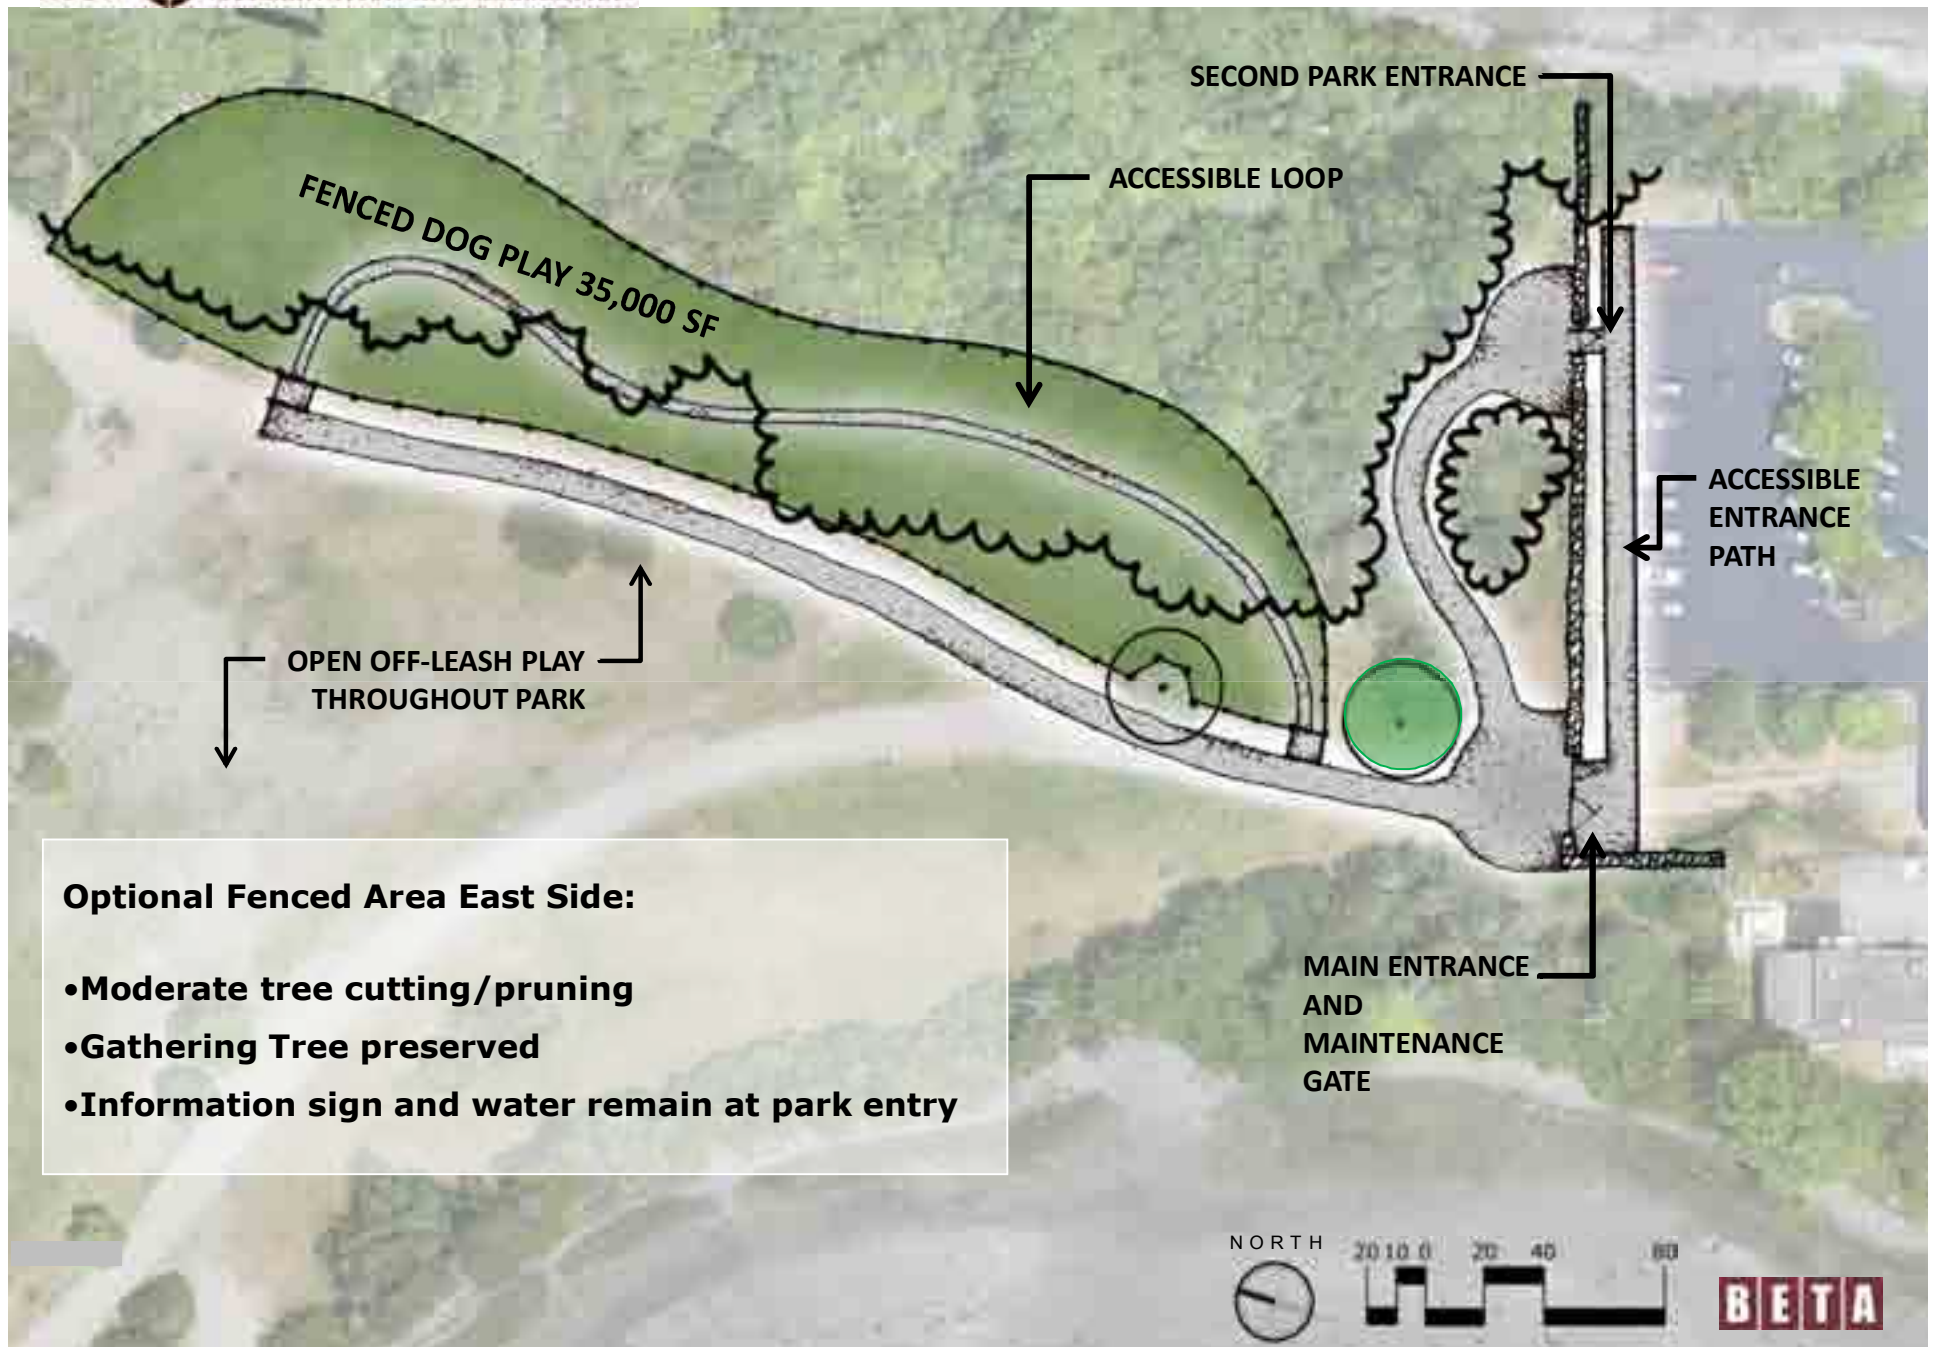 SECOND PARK ENTRANCE
ACCESSIBLE LOOP
FENCED DOG PLAY 35,000 SF
ACCESSIBLE
ENTRANCE
PATH
OPEN OFF-LEASH PLAY
THROUGHOUT PARK
Optional Fenced Area East Side:
•Moderate tree cutting/pruning
•Gathering Tree preserved
•Information sign and water remain at park entry
MAIN ENTRANCE
AND
MAINTENANCE
GATE
NORTH
20 10 0 20 40 80
BETA